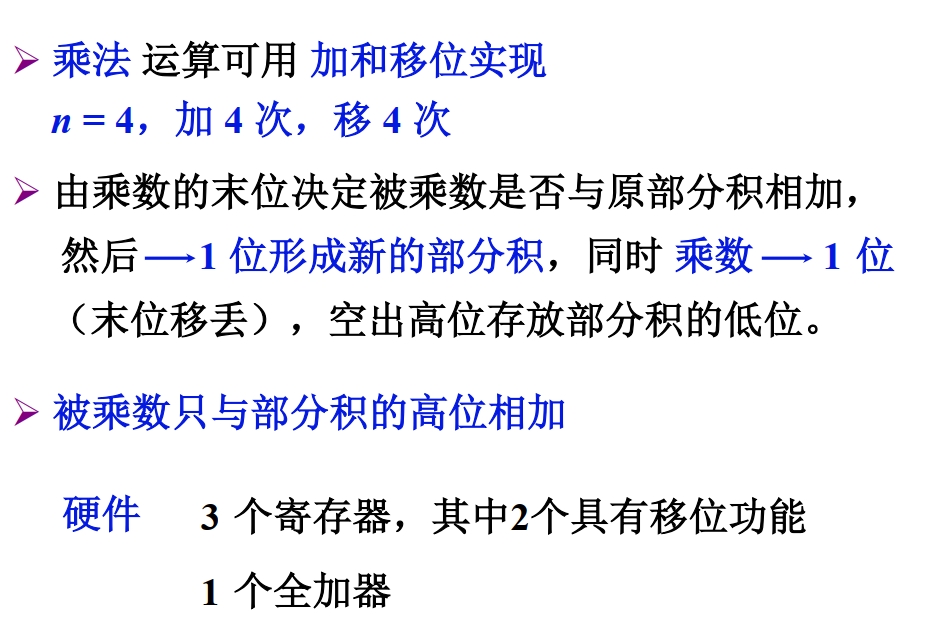 ➢ 乘法 运算可用 加和移位实现
n = 4，加 4 次，移 4 次
➢ 由乘数的末位决定被乘数是否与原部分积相加，
然后 ⟶1 位形成新的部分积，同时 乘数 ⟶ 1 位
（末位移丢），空出高位存放部分积的低位。
➢ 被乘数只与部分积的高位相加
硬件 3 个寄存器，其中2个具有移位功能
1 个全加器